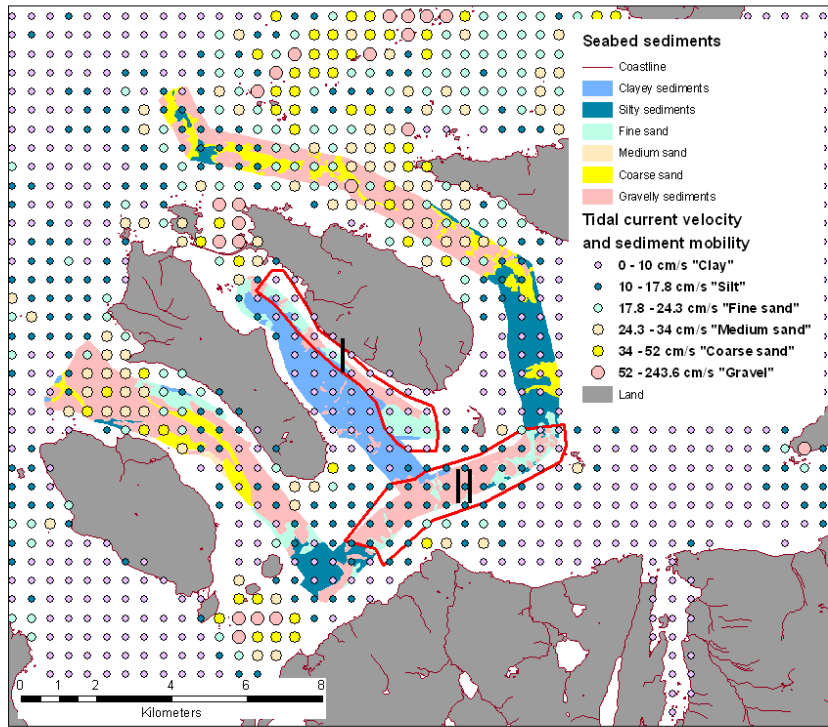 Seabed sediments
Coastline
Clayey sediments
Silty sediments
Fine sand
Medium sand
Coarse sand
Gravelly sediments
Tidal current velocity
and sediment mobility
0 - 10 cm/s "Clay"
10 - 17.8 cm/s "Silt"
17.8 - 24.3 cm/s "Fine sand"
24.3 - 34 cm/s "Medium sand"
34 - 52 cm/s "Coarse sand"
52 - 243.6 cm/s "Gravel"
Land
I
II
0 1 2 4 6 8
Kilometers